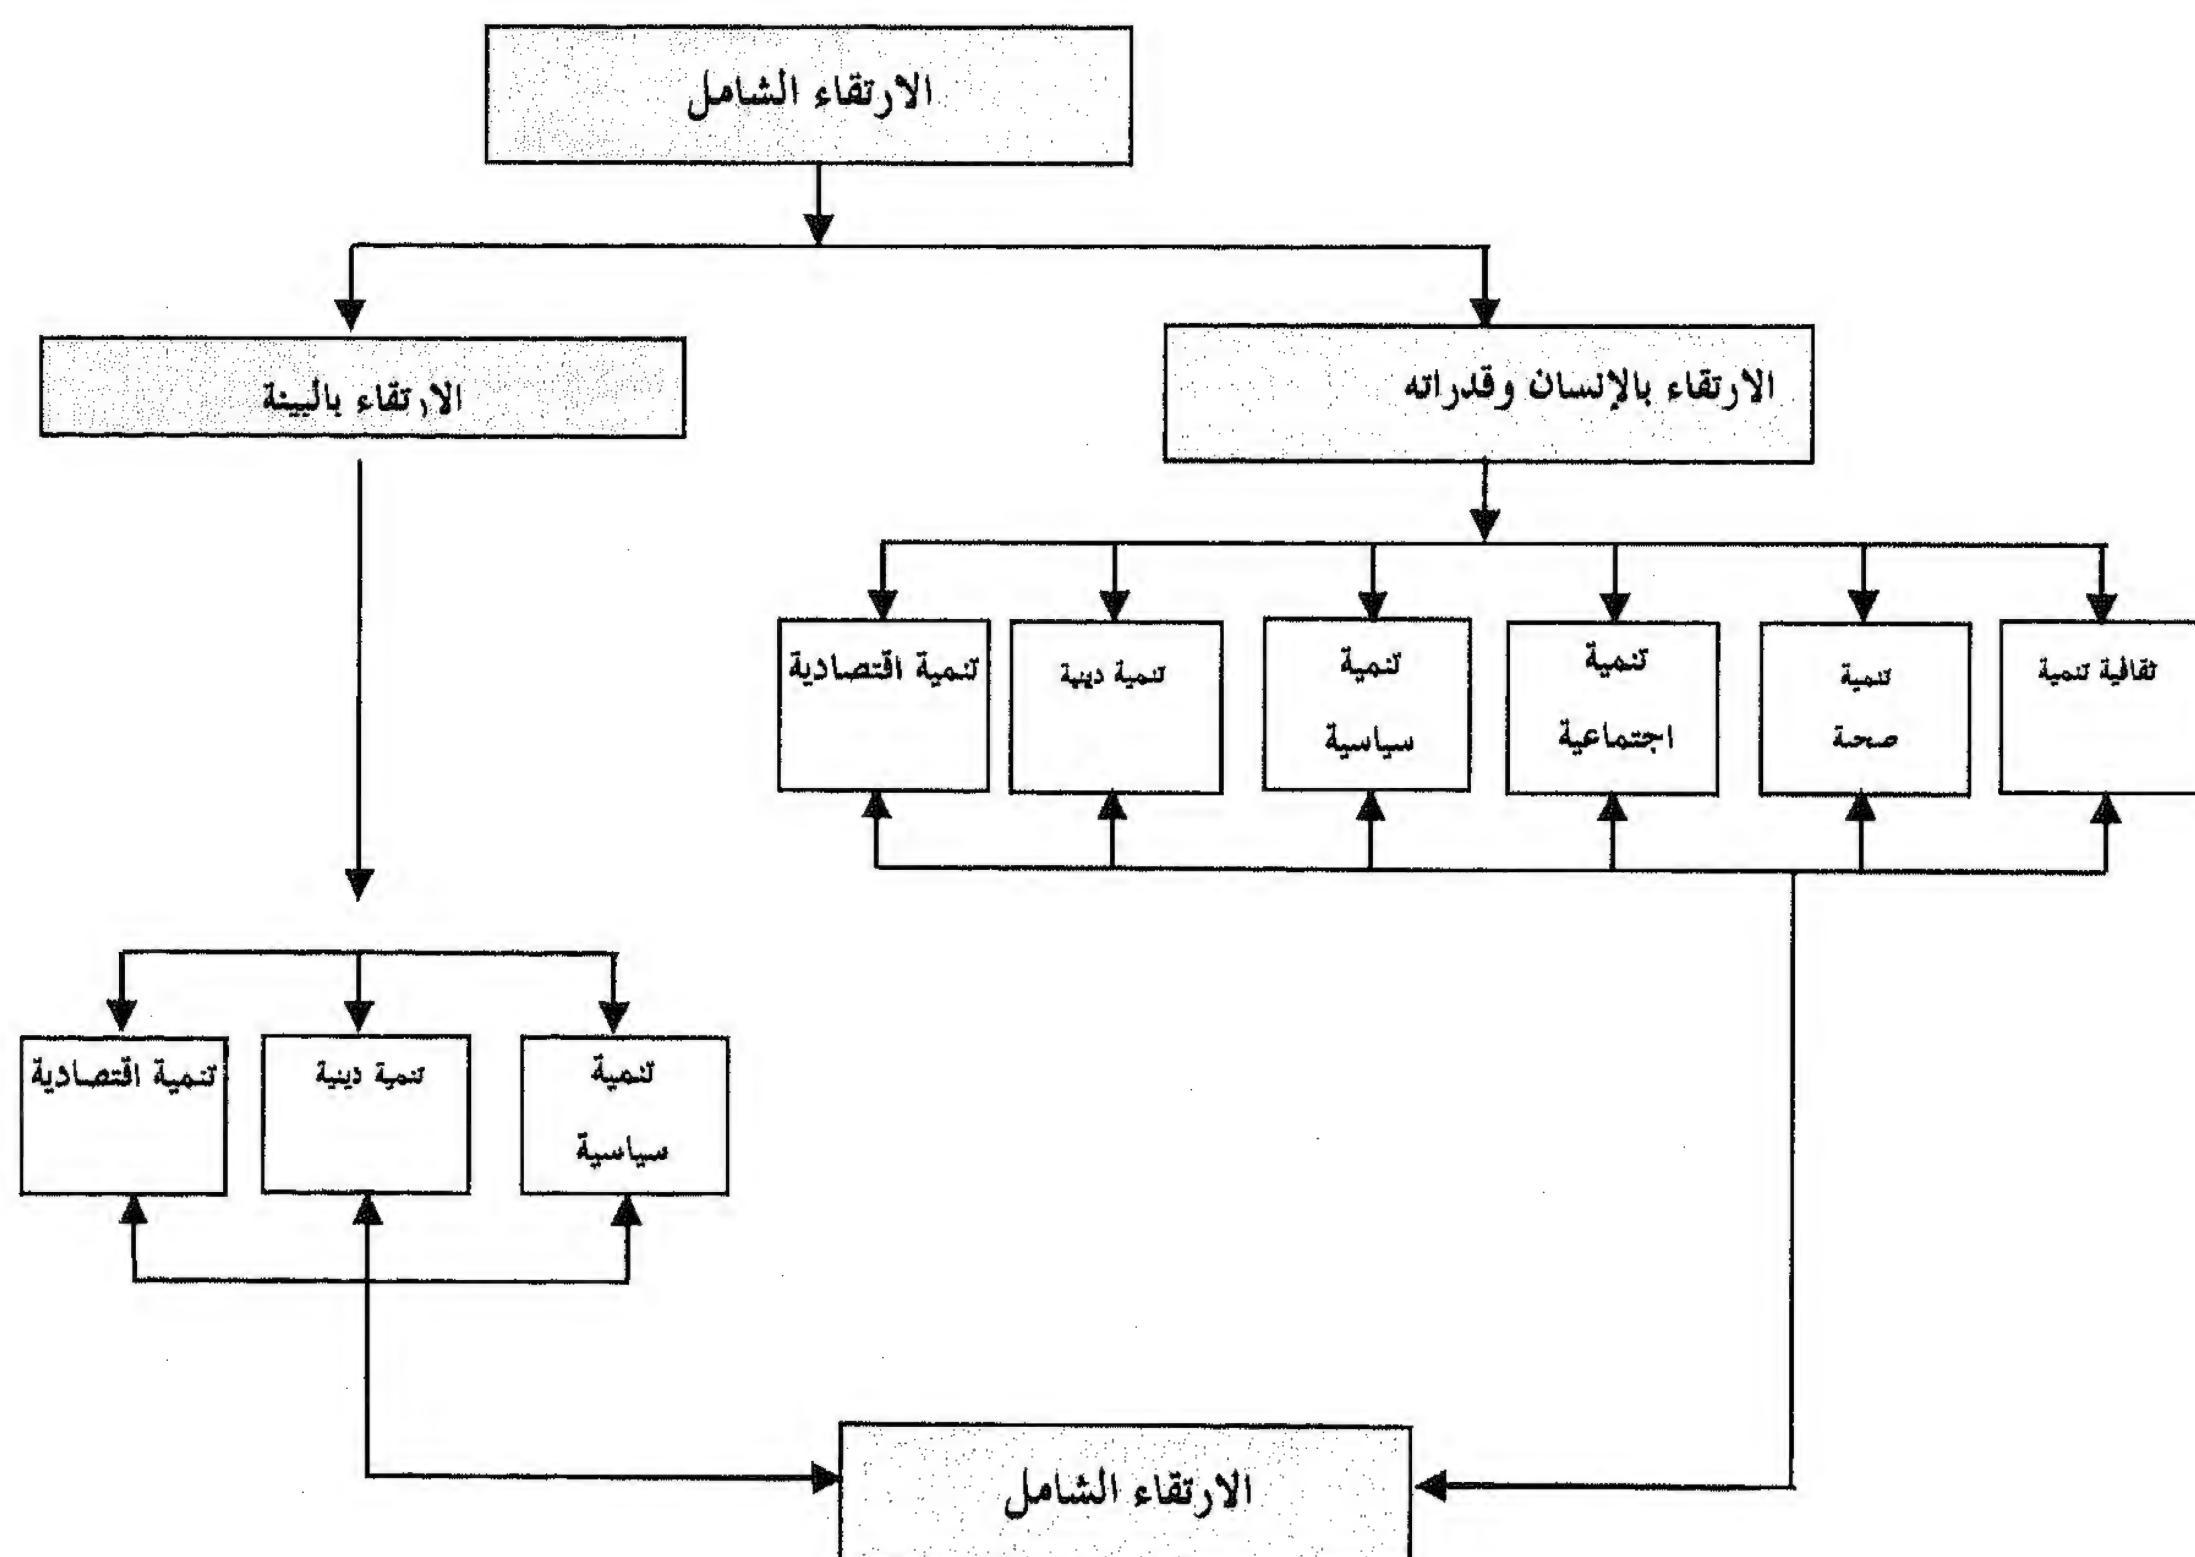 الارتقاء الشامل
الارتقاء بالإنسان وقدراته
الارتقاء بالبيئة
ثقافية تنمية
تنمية
صحة
تنمية
اجتماعية
تنمية
سياسية
تنمية دينية
تنمية اقتصادية
تنمية
سياسية
تنمية دينية
تنمية اقتصادية
الارتقاء الشامل